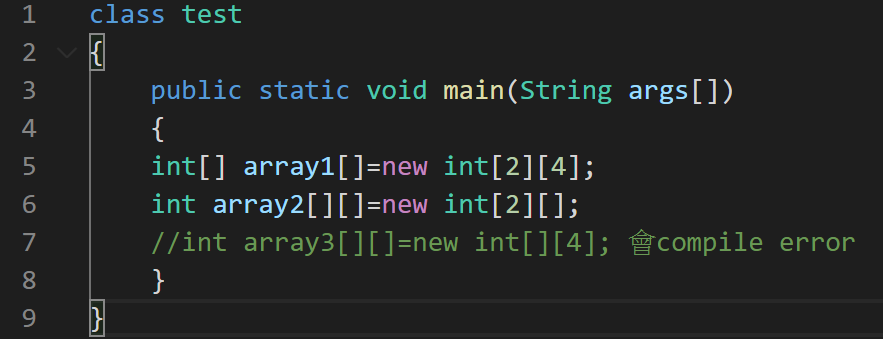 1 class test
2 {
3 public static void main(String args[])
4 {
5 int[] array1[]=new int[2][4];
6 int array2[][]=new int[2][];
7 //int array3[][]=new int[][4]; 會compile error
8 }
9 }